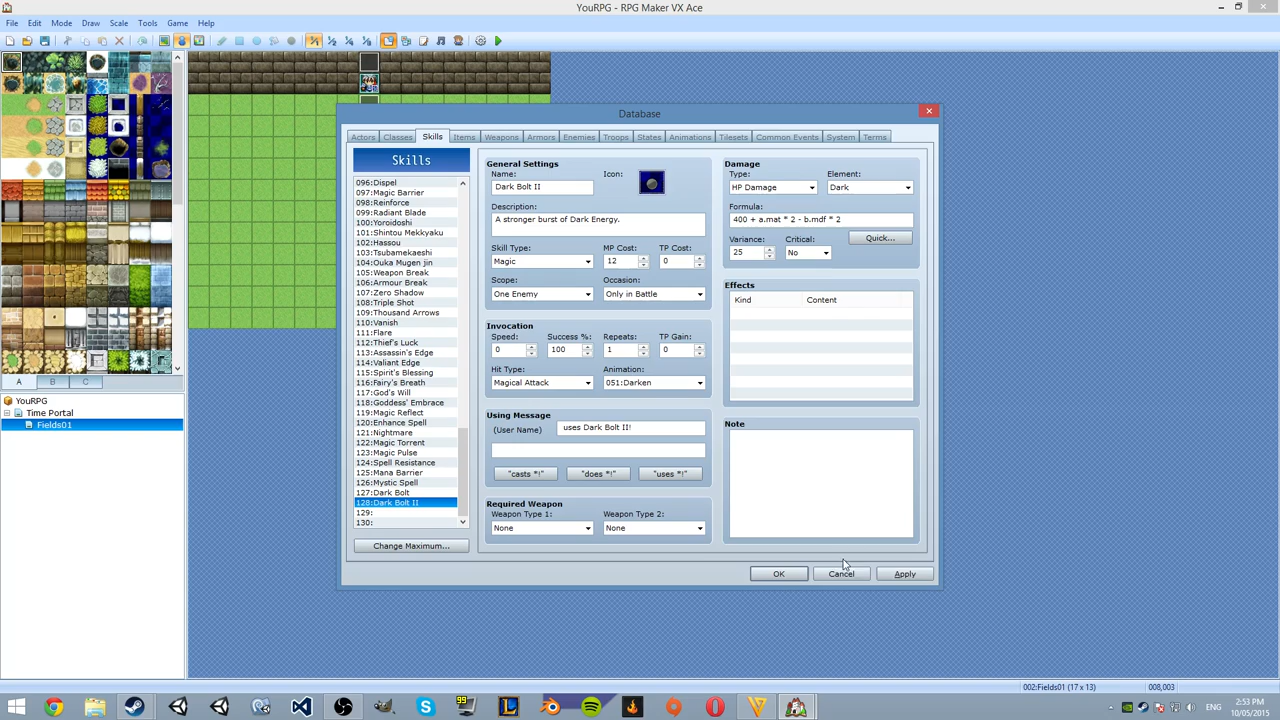 YouRPG - RPG Maker VX Ace
File Edit Mode Draw Scale Tools Game Help
Database
Actors Classes Skills Items Weapons Armors Enemies Troops States Animations Tilesets Common Events System Terms
Skills
096:Dispel
097:Magic Barrier
098:Reinforce
099:Radiant Blade
100:Yoroidoshi
101:Shintou Mekkyaku
102:Hassou
103:Tsubamekaeshi
104:Ouka Mugen jin
105:Weapon Break
106:Armour Break
107:Zero Shadow
108:Triple Shot
109:Thousand Arrows
110:Vanish
111:Flare
112:Thief's Luck
113:Assassin's Edge
114:Valiant Edge
115:Spirit's Blessing
116:Fairy's Breath
117:God's Will
118:Goddess' Embrace
119:Magic Reflect
120:Enhance Spell
121:Nightmare
122:Magic Torrent
123:Magic Pulse
124:Spell Resistance
125:Mana Barrier
126:Mystic Spell
127:Dark Bolt
128:Dark Bolt II
129:
130:
Change Maximum...
General Settings
Name: Icon:
Dark Bolt II
Description:
A stronger burst of Dark Energy.
Skill Type: MP Cost: TP Cost:
Magic 12 0
Scope: Occasion:
One Enemy Only in Battle
Invocation
Speed: Success %: Repeats: TP Gain:
0 100 1 0
Hit Type: Animation:
Magical Attack 051:Darken
Using Message
(User Name) uses Dark Bolt II!
"casts *!" "does *!" "uses *!"
Required Weapon
Weapon Type 1: Weapon Type 2:
None None
Damage
Type: Element:
HP Damage Dark
Formula:
400 + a.mat * 2 - b.mdf * 2
Variance: Critical: Quick...
25 No
Effects
Kind Content
Note
OK Cancel Apply
A B C
YouRPG
Time Portal
Fields01
002:Fields01 (17 x 13) 008,003
99
ENG
2:53 PM
10/05/2015